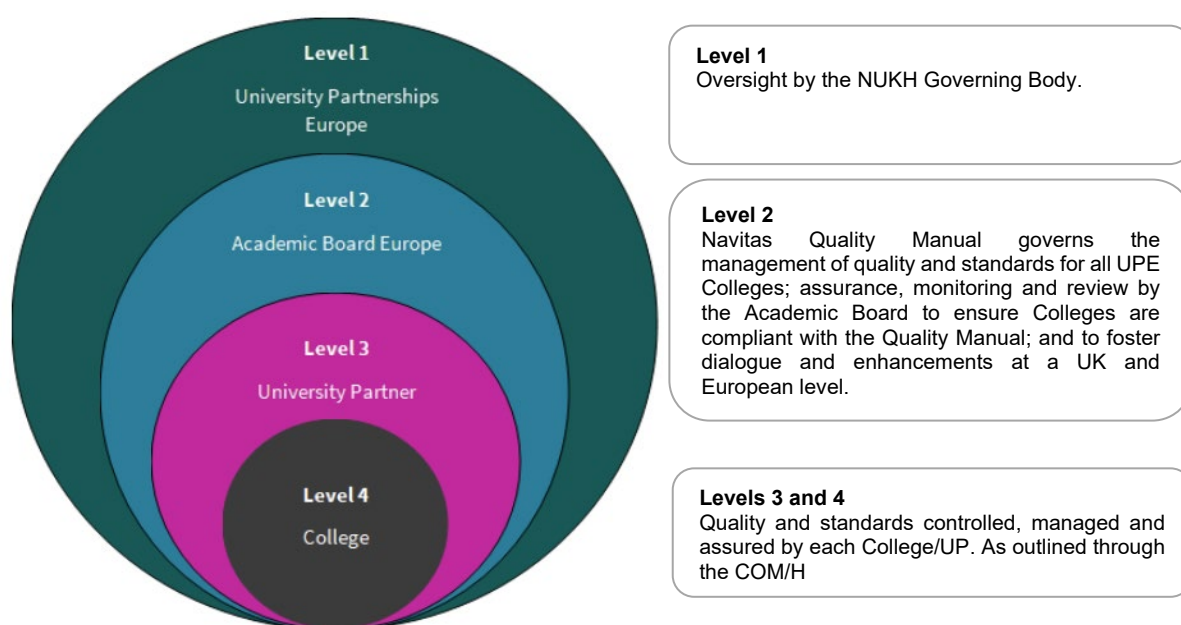 Level 1
University Partnerships
Europe
Level 2
Academic Board Europe
Level 3
University Partner
Level 4
College
Level 1
Oversight by the NUKH Governing Body.
Level 2
Navitas Quality Manual governs the
management of quality and standards for all UPE
Colleges; assurance, monitoring and review by
the Academic Board to ensure Colleges are
compliant with the Quality Manual; and to foster
dialogue and enhancements at a UK and
European level.
Levels 3 and 4
Quality and standards controlled, managed and
assured by each College/UP. As outlined through
the COM/H